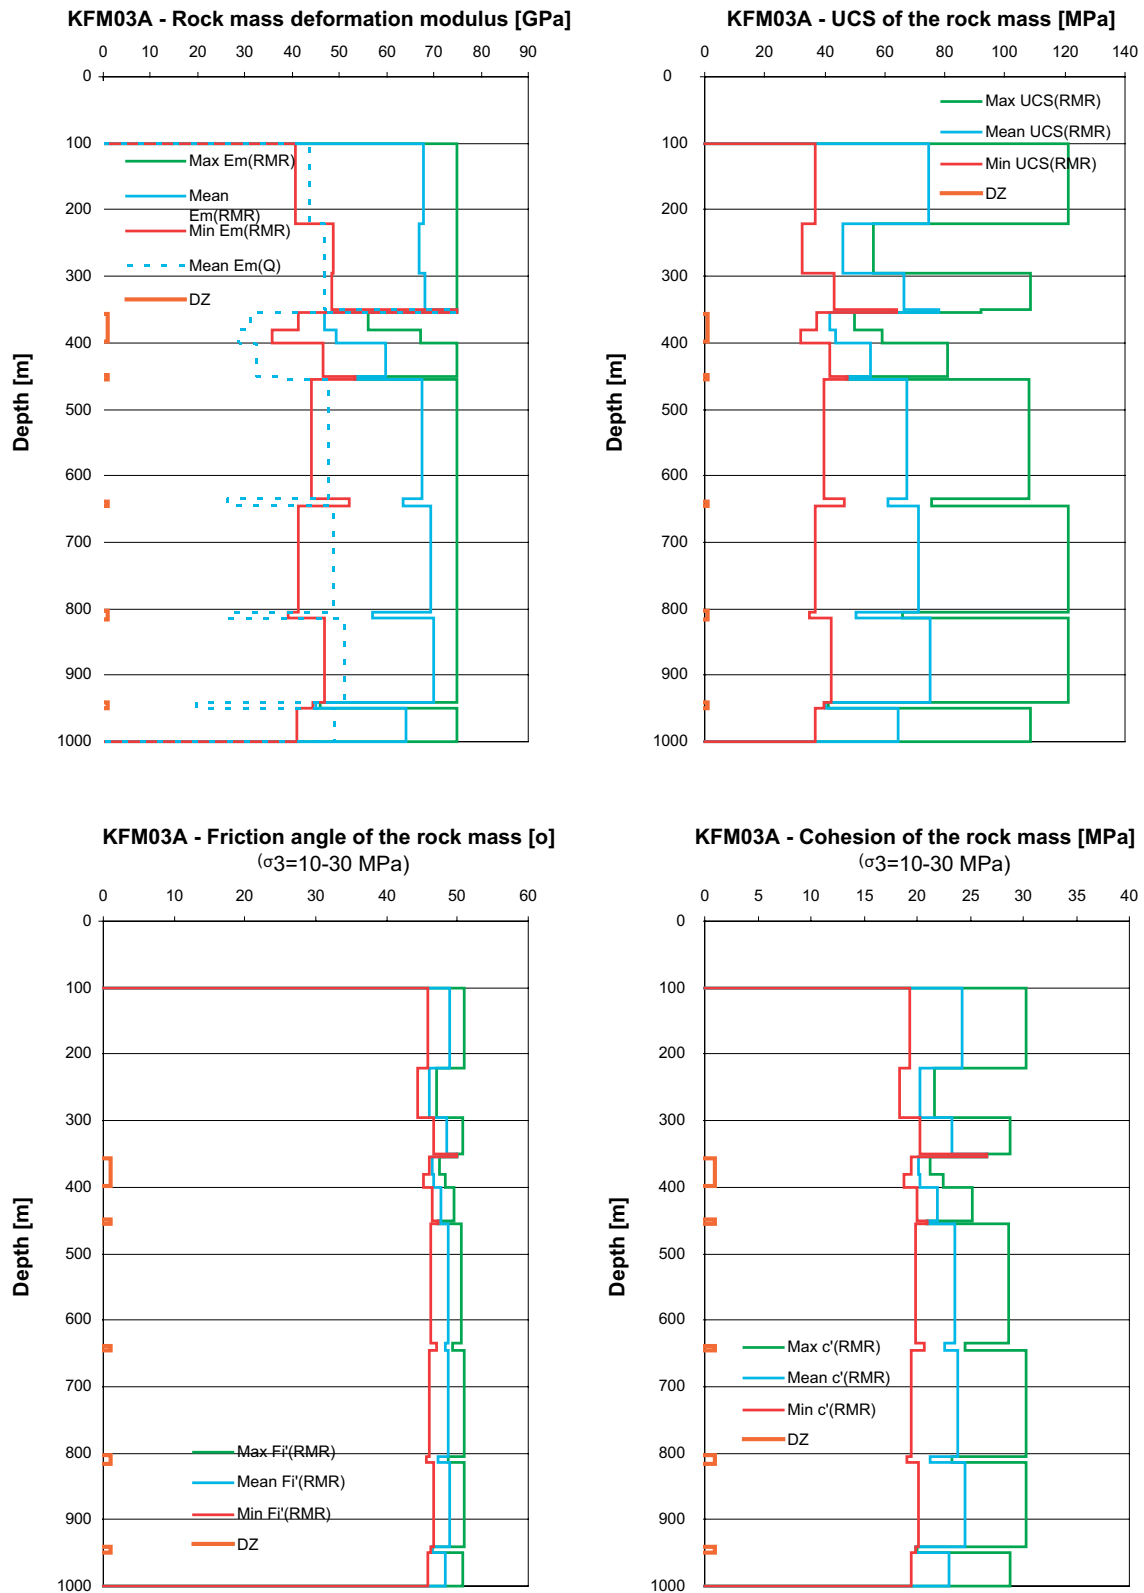 KFM03A - Rock mass deformation modulus [GPa]
0 10 20 30 40 50 60 70 80 90
0
100
200
300
400
500
600
700
800
900
1000
Depth [m]
Max Em(RMR)
Mean
Em(RMR)
Min Em(RMR)
Mean Em(Q)
DZ
KFM03A - UCS of the rock mass [MPa]
0 20 40 60 80 100 120 140
0
100
200
300
400
500
600
700
800
900
1000
Depth [m]
Max UCS(RMR)
Mean UCS(RMR)
Min UCS(RMR)
DZ
KFM03A - Friction angle of the rock mass [o]
(σ3=10-30 MPa)
0 10 20 30 40 50 60
0
100
200
300
400
500
600
700
800
900
1000
Depth [m]
Max Fi'(RMR)
Mean Fi'(RMR)
Min Fi'(RMR)
DZ
KFM03A - Cohesion of the rock mass [MPa]
(σ3=10-30 MPa)
0 5 10 15 20 25 30 35 40
0
100
200
300
400
500
600
700
800
900
1000
Depth [m]
Max c'(RMR)
Mean c'(RMR)
Min c'(RMR)
DZ